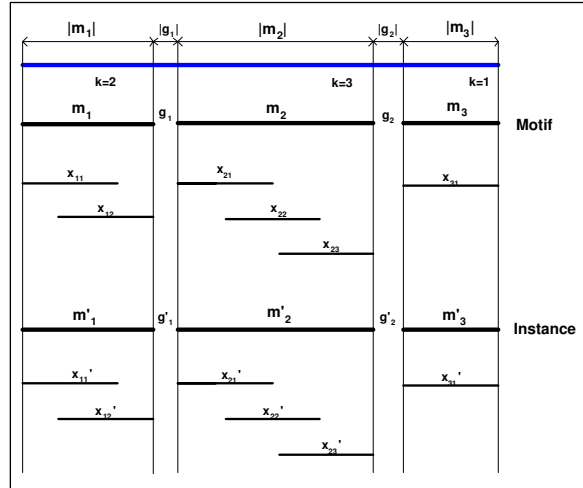 |m₁| |g₁| |m₂| |g₂| |m₃|
k=2 k=3 k=1
m₁ g₁ m₂ g₂ m₃
Motif
x₁₁ x₂₁ x₃₁
x₁₂ x₂₂
x₂₃
m'₁ g'₁ m'₂ g'₂ m'₃
Instance
x₁₁' x₂₁' x₃₁'
x₁₂' x₂₂'
x₂₃'